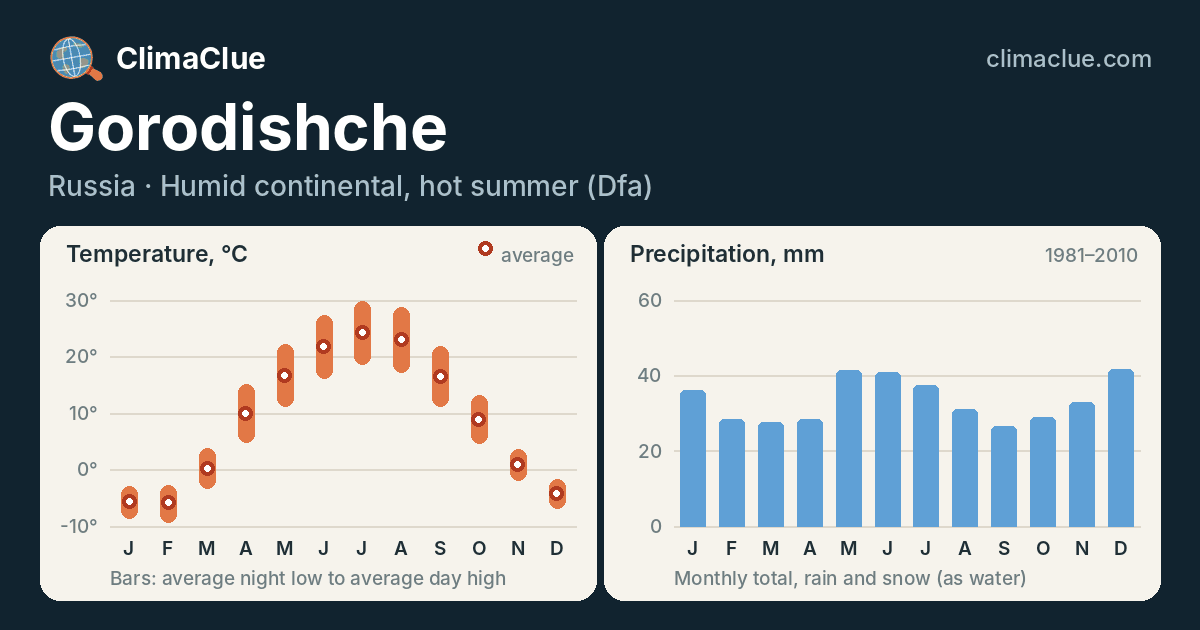 ClimaClue
climaclue.com
Gorodishche
Russia · Humid continental, hot summer (Dfa)
Temperature, °C
average
30°
20°
10°
0°
-10°
J F M A M J J A S O N D
Bars: average night low to average day high
Precipitation, mm
1981–2010
60
40
20
0
J F M A M J J A S O N D
Monthly total, rain and snow (as water)